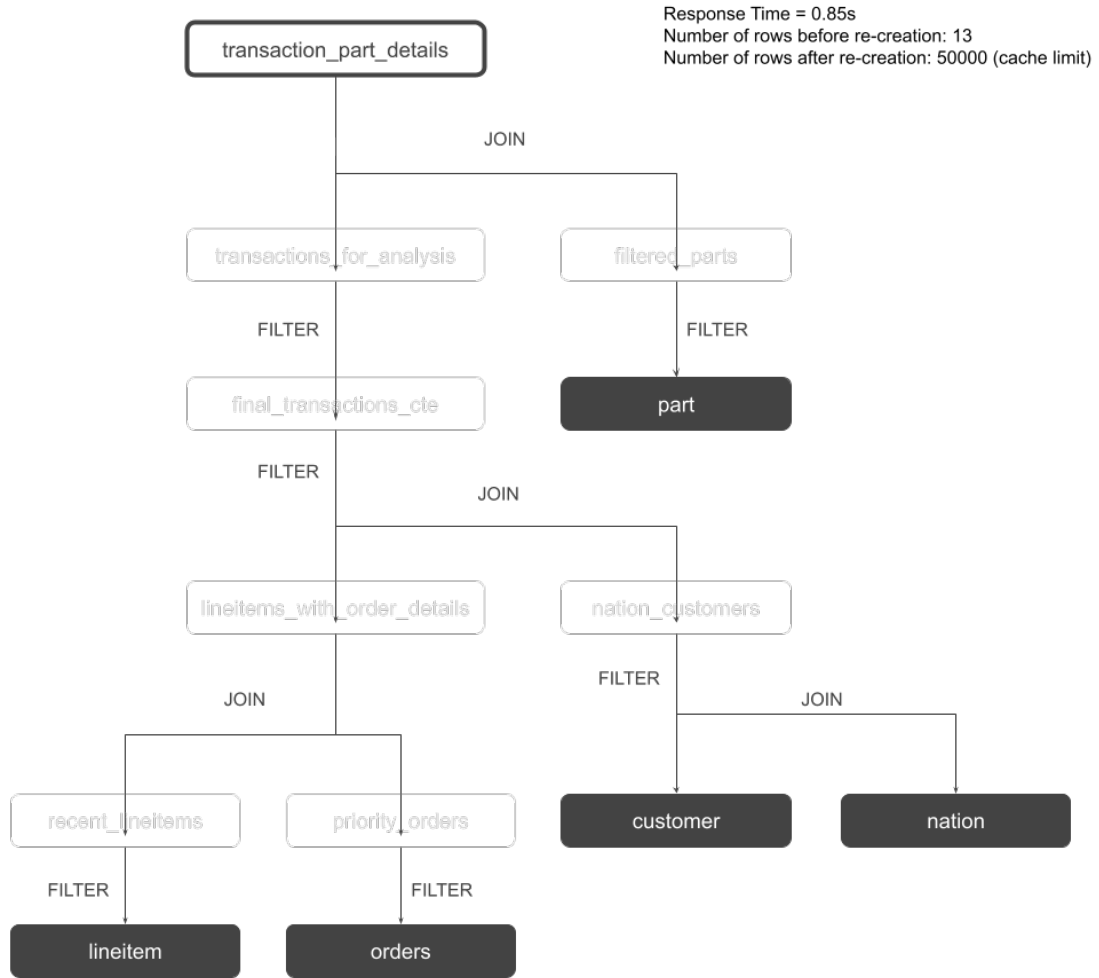 Response Time = 0.85s
Number of rows before re-creation: 13
Number of rows after re-creation: 50000 (cache limit)
transaction_part_details
JOIN
transactions_for_analysis
filtered_parts
FILTER
FILTER
final_transactions_cte
part
FILTER
JOIN
lineitems_with_order_details
nation_customers
FILTER
JOIN
JOIN
recent_lineitems
priority_orders
customer
nation
FILTER
FILTER
lineitem
orders